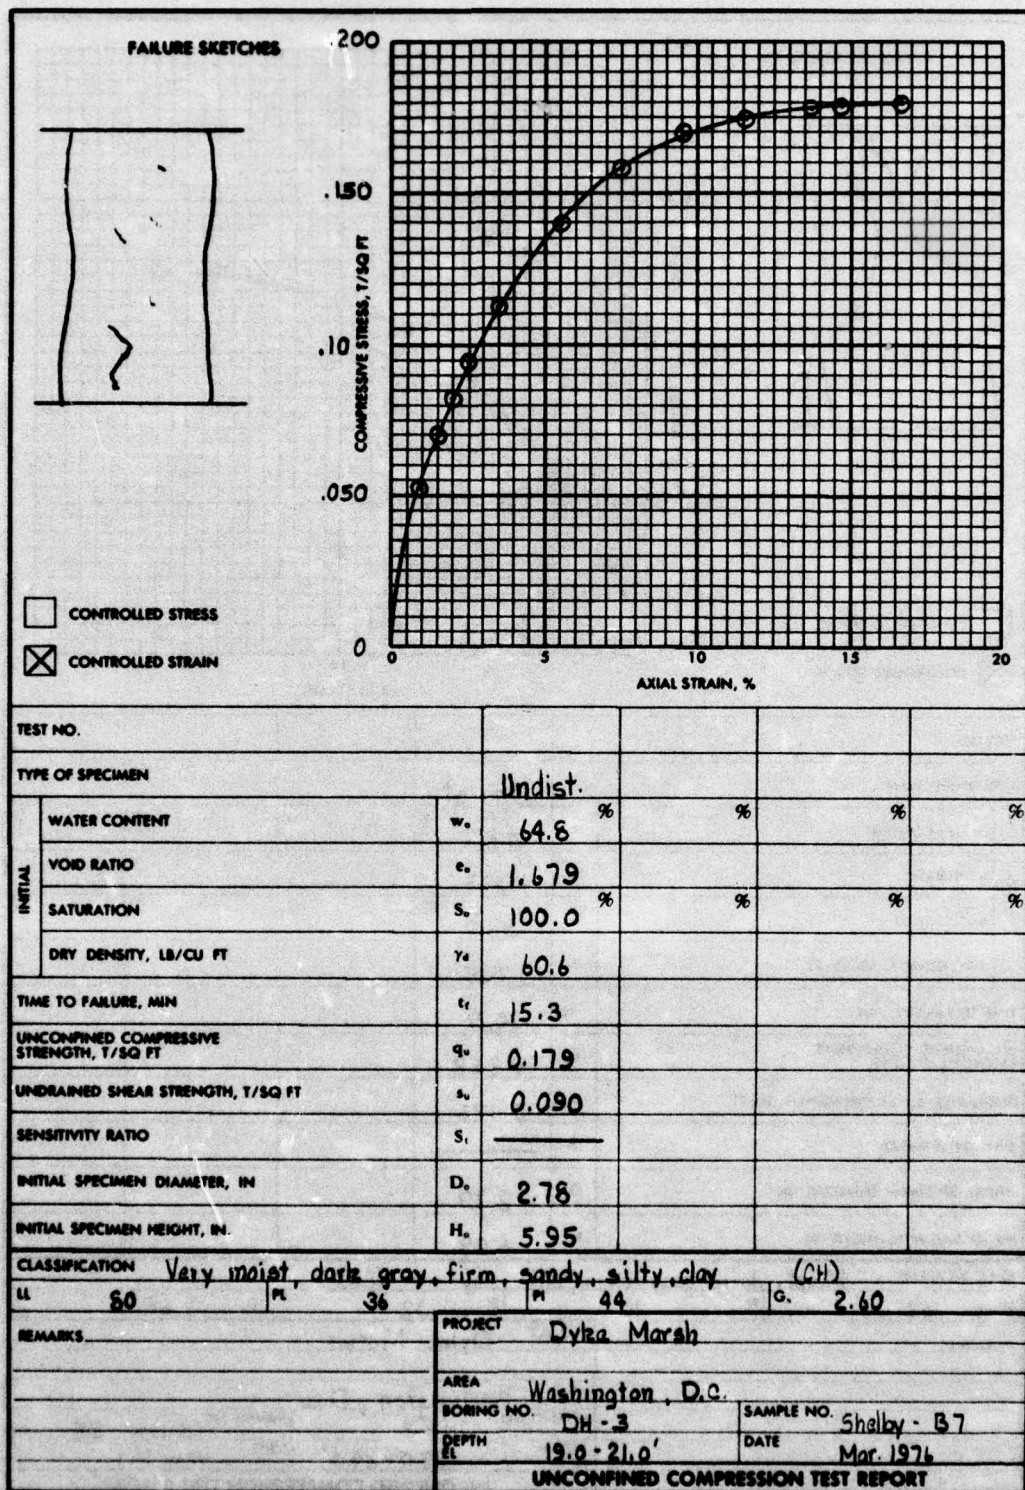 FAILURE SKETCHES
.200
.150
.10
.050
0
COMPRESSIVE STRESS, T/SQ FT
0 5 10 15 20
AXIAL STRAIN, %
CONTROLLED STRESS
CONTROLLED STRAIN
TEST NO.
TYPE OF SPECIMEN Undist.
INITIAL
WATER CONTENT w₀ 64.8 % % % %
VOID RATIO e₀ 1.679
SATURATION S₀ 100.0 % % % %
DRY DENSITY, LB/CU FT γd 60.6
TIME TO FAILURE, MIN tf 15.3
UNCONFINED COMPRESSIVE
STRENGTH, T/SQ FT qu 0.179
UNDRAINED SHEAR STRENGTH, T/SQ FT su 0.090
SENSITIVITY RATIO St
INITIAL SPECIMEN DIAMETER, IN D₀ 2.78
INITIAL SPECIMEN HEIGHT, IN. H₀ 5.95
CLASSIFICATION Very moist, dark gray, firm, sandy, silty, clay (CH)
LL 80 PL 36 PI 44 G. 2.60
REMARKS
PROJECT Dyke Marsh
AREA Washington, D.C.
BORING NO. DH-3 SAMPLE NO. Shelby - B7
DEPTH EL 19.0 - 21.0' DATE Mar. 1976
UNCONFINED COMPRESSION TEST REPORT